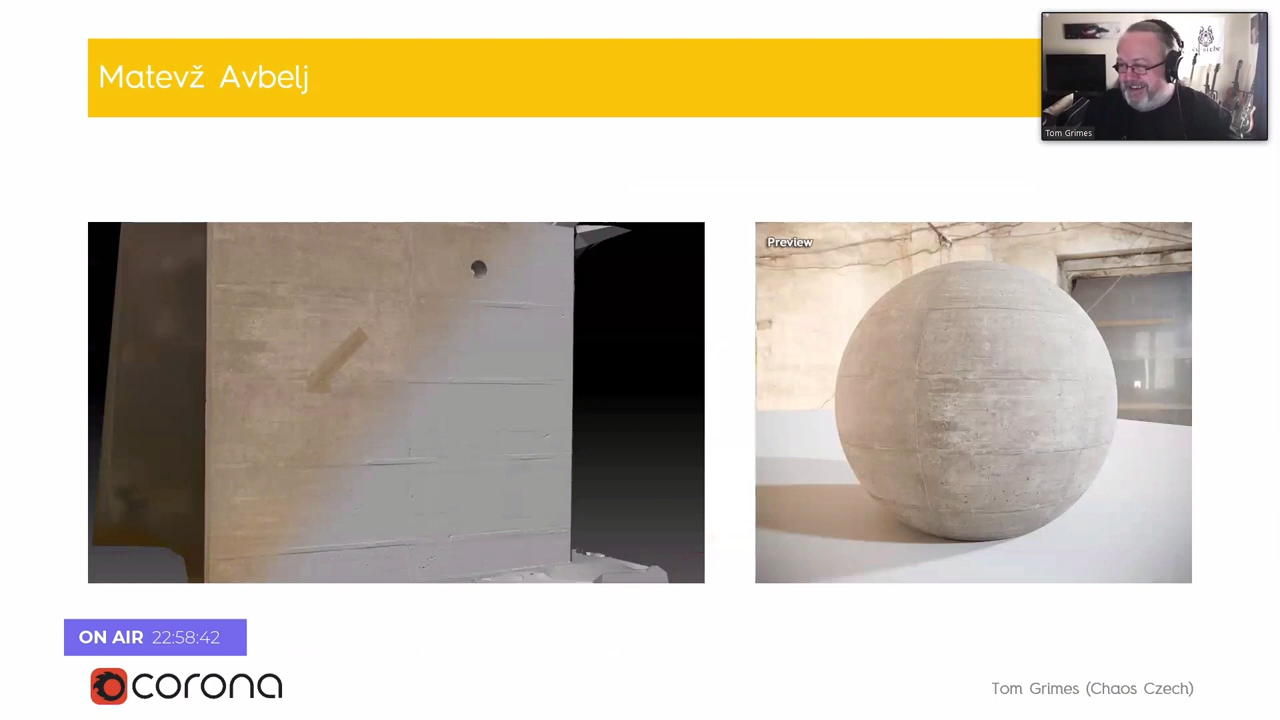 Matevž Avbelj
Tom Grimes
Preview
ON AIR 22:58:42
corona
Tom Grimes (Chaos Czech)